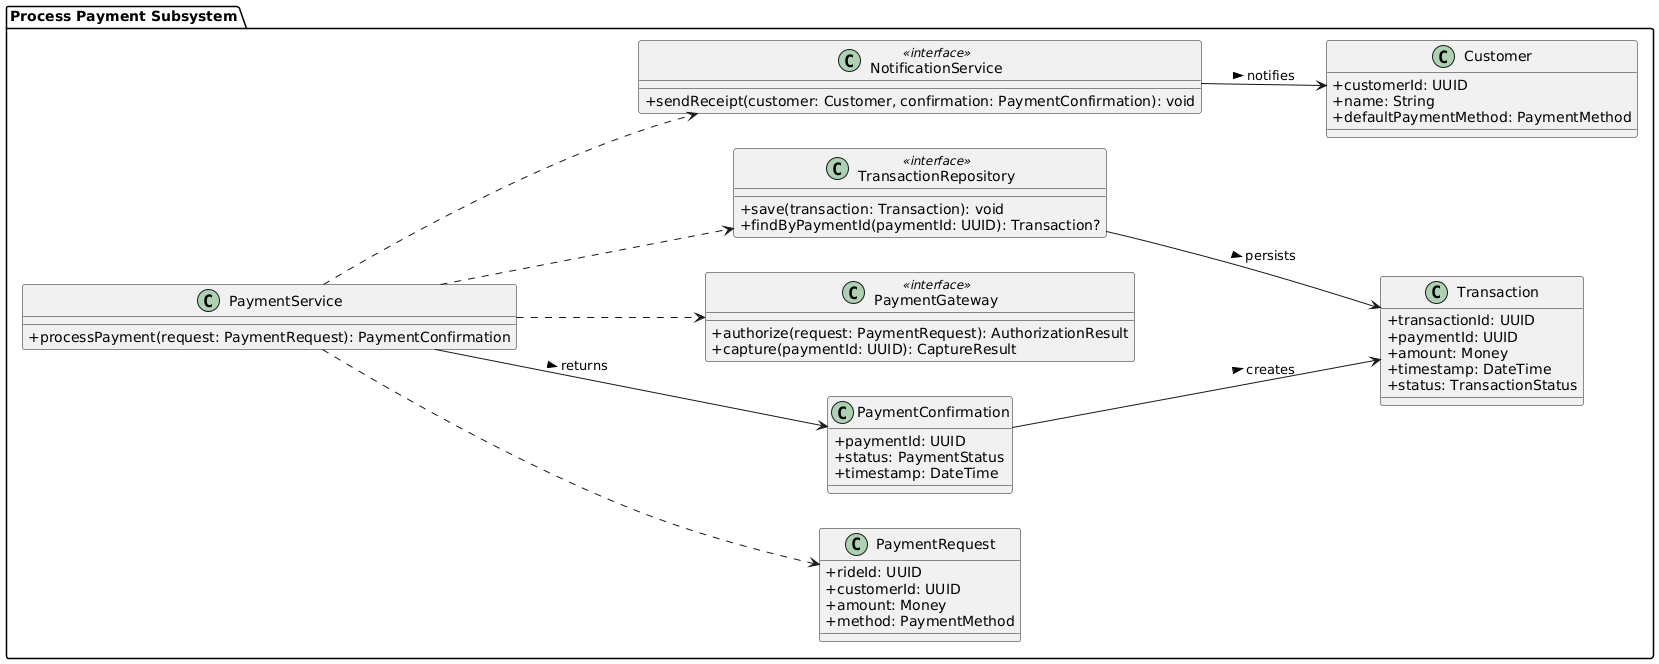 Process Payment Subsystem
C
«interface»
NotificationService
+sendReceipt(customer: Customer, confirmation: PaymentConfirmation): void
notifies
C Customer
+customerId: UUID
+name: String
+defaultPaymentMethod: PaymentMethod
C
«interface»
TransactionRepository
+save(transaction: Transaction): void
+findByPaymentId(paymentId: UUID): Transaction?
persists
C PaymentService
+processPayment(request: PaymentRequest): PaymentConfirmation
C
«interface»
PaymentGateway
+authorize(request: PaymentRequest): AuthorizationResult
+capture(paymentId: UUID): CaptureResult
C Transaction
+transactionId: UUID
+paymentId: UUID
+amount: Money
+timestamp: DateTime
+status: TransactionStatus
returns
creates
C PaymentConfirmation
+paymentId: UUID
+status: PaymentStatus
+timestamp: DateTime
C PaymentRequest
+rideId: UUID
+customerId: UUID
+amount: Money
+method: PaymentMethod